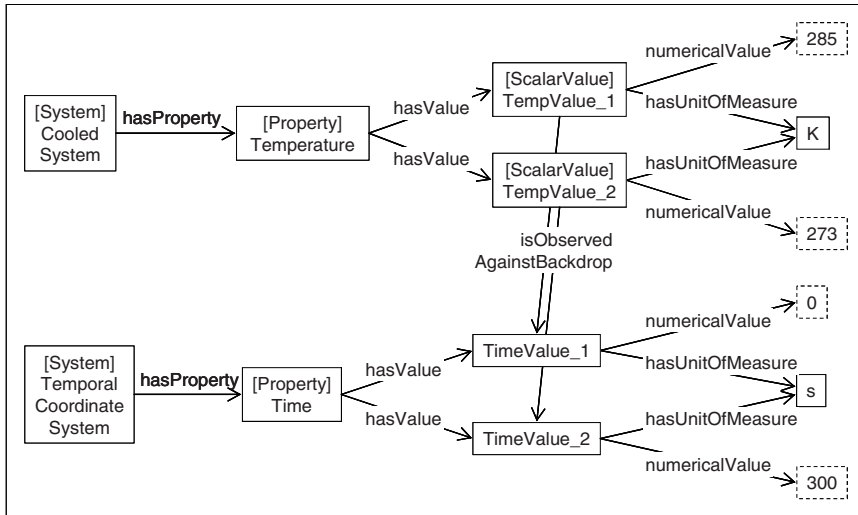 [System]
Cooled
System
hasProperty
[Property]
Temperature
hasValue
hasValue
[ScalarValue]
TempValue_1
[ScalarValue]
TempValue_2
numericalValue
285
hasUnitOfMeasure
K
hasUnitOfMeasure
numericalValue
273
isObserved
AgainstBackdrop
[System]
Temporal
Coordinate
System
hasProperty
[Property]
Time
hasValue
hasValue
TimeValue_1
TimeValue_2
numericalValue
0
hasUnitOfMeasure
s
hasUnitOfMeasure
numericalValue
300